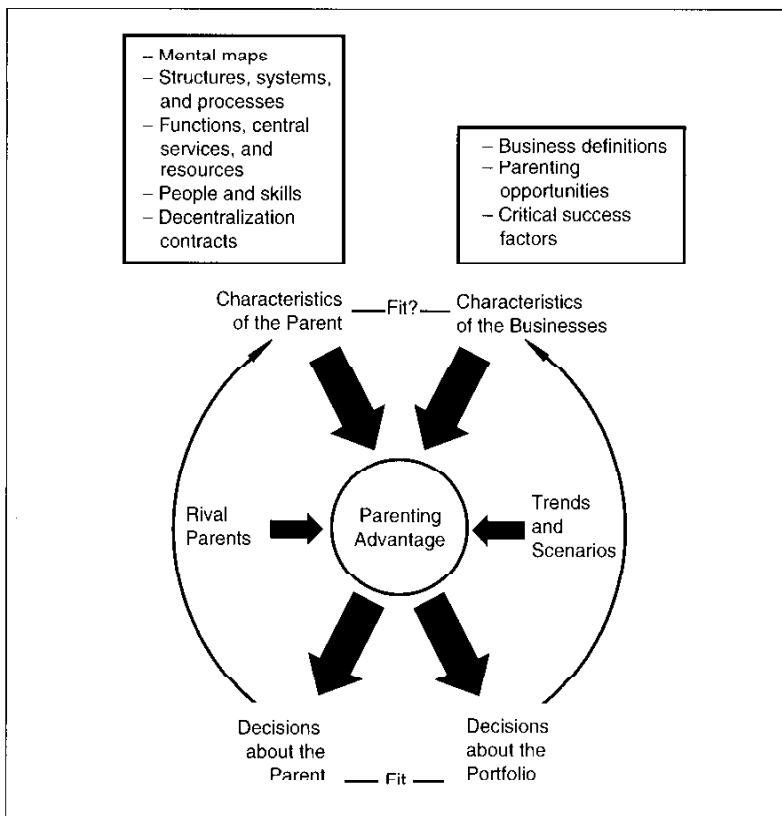 – Mental maps
– Structures, systems,
and processes
– Functions, central
services, and
resources
– People and skills
– Decentralization
contracts
– Business definitions
– Parenting
opportunities
– Critical success
factors
Characteristics
of the Parent
Fit?
Characteristics
of the Businesses
Rival
Parents
Parenting
Advantage
Trends
and
Scenarios
Decisions
about the
Parent
Fit
Decisions
about the
Portfolio